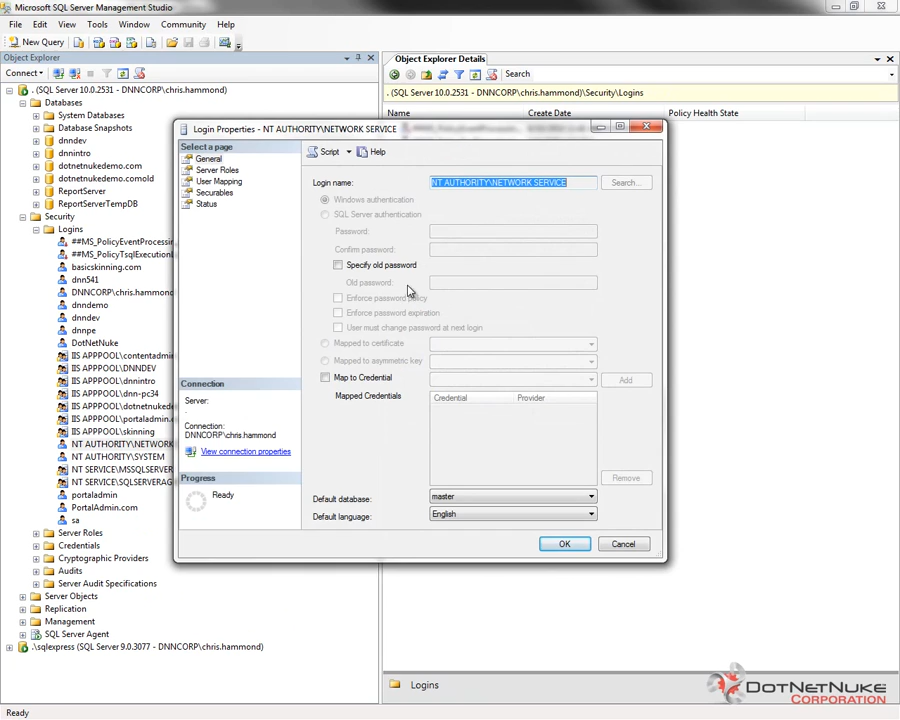 Microsoft SQL Server Management Studio
File Edit View Tools Window Community Help
New Query
Object Explorer
Connect
. (SQL Server 10.0.2531 - DNNCORP\chris.hammond)
Databases
System Databases
Database Snapshots
dnndev
dnnintro
dotnetnukedemo.com
dotnetnukedemo.comold
ReportServer
ReportServerTempDB
Security
Logins
##MS_PolicyEventProcessin
##MS_PolicyTsqlExecutionL
basicskinning.com
dnn541
DNNCORP\chris.hammond
dnndemo
dnndev
dnnpe
DotNetNuke
IIS APPPOOL\contentadmin
IIS APPPOOL\DNNDEV
IIS APPPOOL\dnnintro
IIS APPPOOL\dnn-pc34
IIS APPPOOL\dotnetnuked
IIS APPPOOL\portaladmin.
IIS APPPOOL\skinning
NT AUTHORITY\NETWORK
NT AUTHORITY\SYSTEM
NT SERVICE\MSSQLSERVER
NT SERVICE\SQLSERVERAG
portaladmin
PortalAdmin.com
sa
Server Roles
Credentials
Cryptographic Providers
Audits
Server Audit Specifications
Server Objects
Replication
Management
SQL Server Agent
.\sqlexpress (SQL Server 9.0.3077 - DNNCORP\chris.hammond)
Object Explorer Details
Search
. (SQL Server 10.0.2531 - DNNCORP\chris.hammond)\Security\Logins
Name Create Date Policy Health State
Login Properties - NT AUTHORITY\NETWORK SERVICE
Select a page
General
Server Roles
User Mapping
Securables
Status
Connection
Server:
.
Connection:
DNNCORP\chris.hammond
View connection properties
Progress
Ready
Script Help
Login name: NT AUTHORITY\NETWORK SERVICE Search...
Windows authentication
SQL Server authentication
Password:
Confirm password:
Specify old password
Old password:
Enforce password policy
Enforce password expiration
User must change password at next login
Mapped to certificate
Mapped to asymmetric key
Map to Credential Add
Mapped Credentials Credential Provider
Remove
Default database: master
Default language: English
OK Cancel
Logins
DOTNETNUKE
CORPORATION
Ready